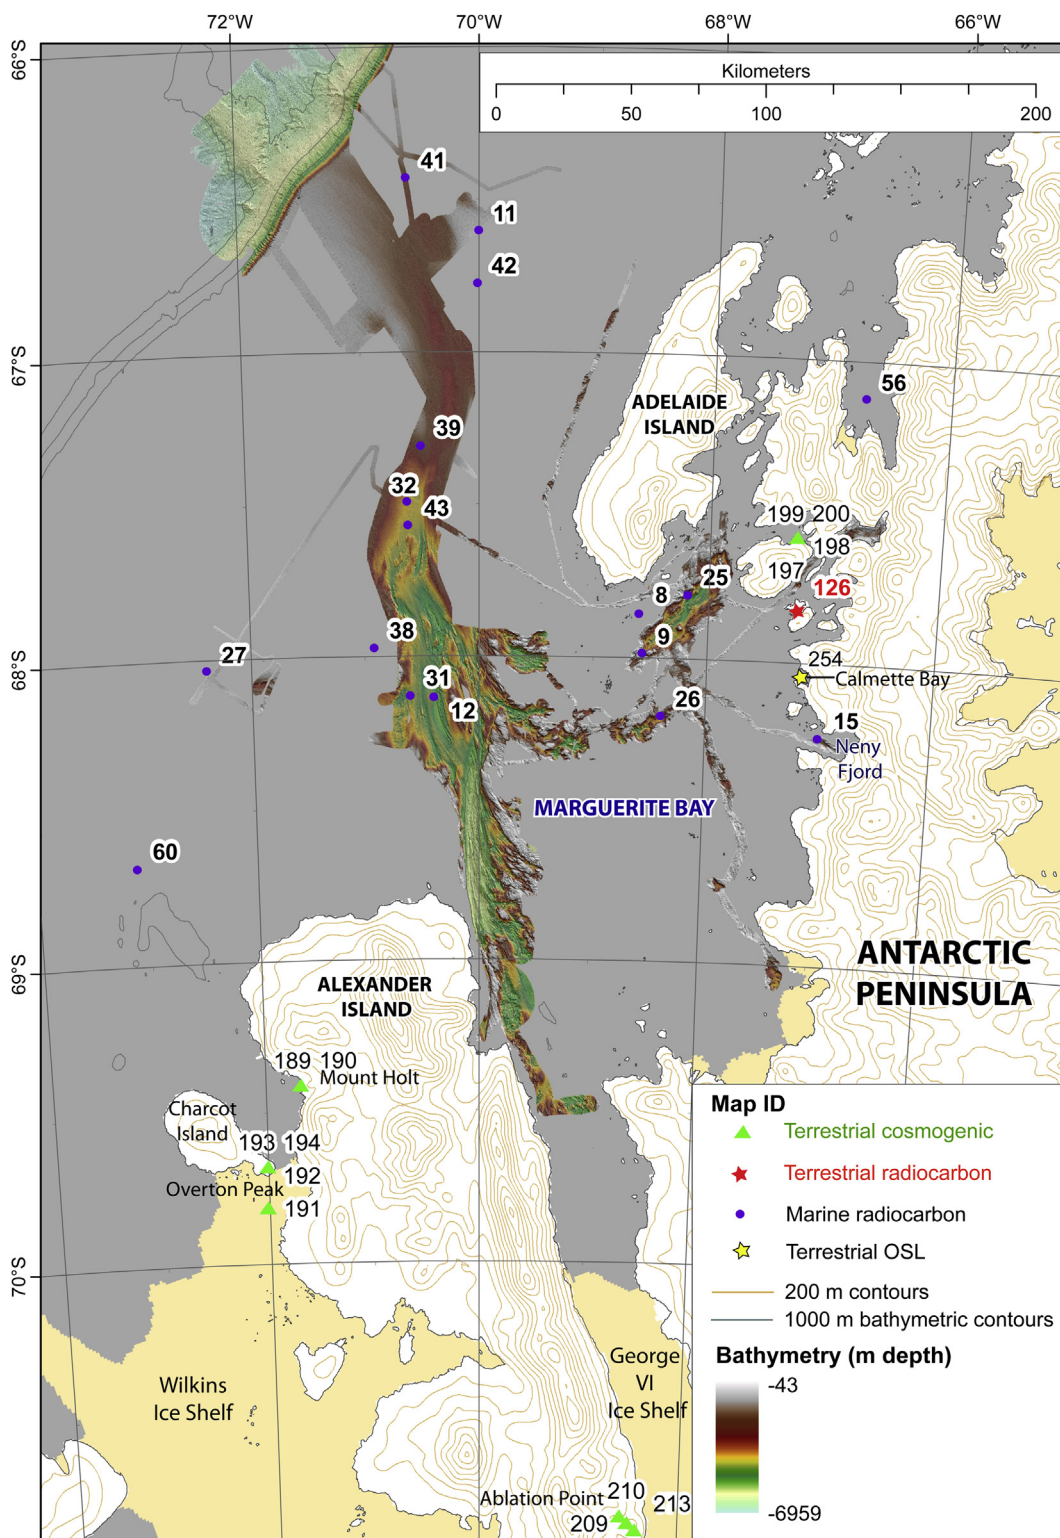 72°W
70°W
68°W
66°W
66°S
Kilometers
0
50
100
200
41
11
42
67°S
56
ADELAIDE
ISLAND
39
32
43
199 200
198
197
25
126
8
9
38
27
68°S
254
Calmette Bay
31
12
26
15
Neny
Fjord
MARGUERITE BAY
60
ANTARCTIC
PENINSULA
69°S
ALEXANDER
ISLAND
189 190
Mount Holt
Charcot
Island
193 194
192
Overton Peak
191
70°S
Wilkins
Ice Shelf
George
VI
Ice Shelf
Ablation Point
210
209
213
Map ID
Terrestrial cosmogenic
Terrestrial radiocarbon
Marine radiocarbon
Terrestrial OSL
200 m contours
1000 m bathymetric contours
Bathymetry (m depth)
-43
-6959